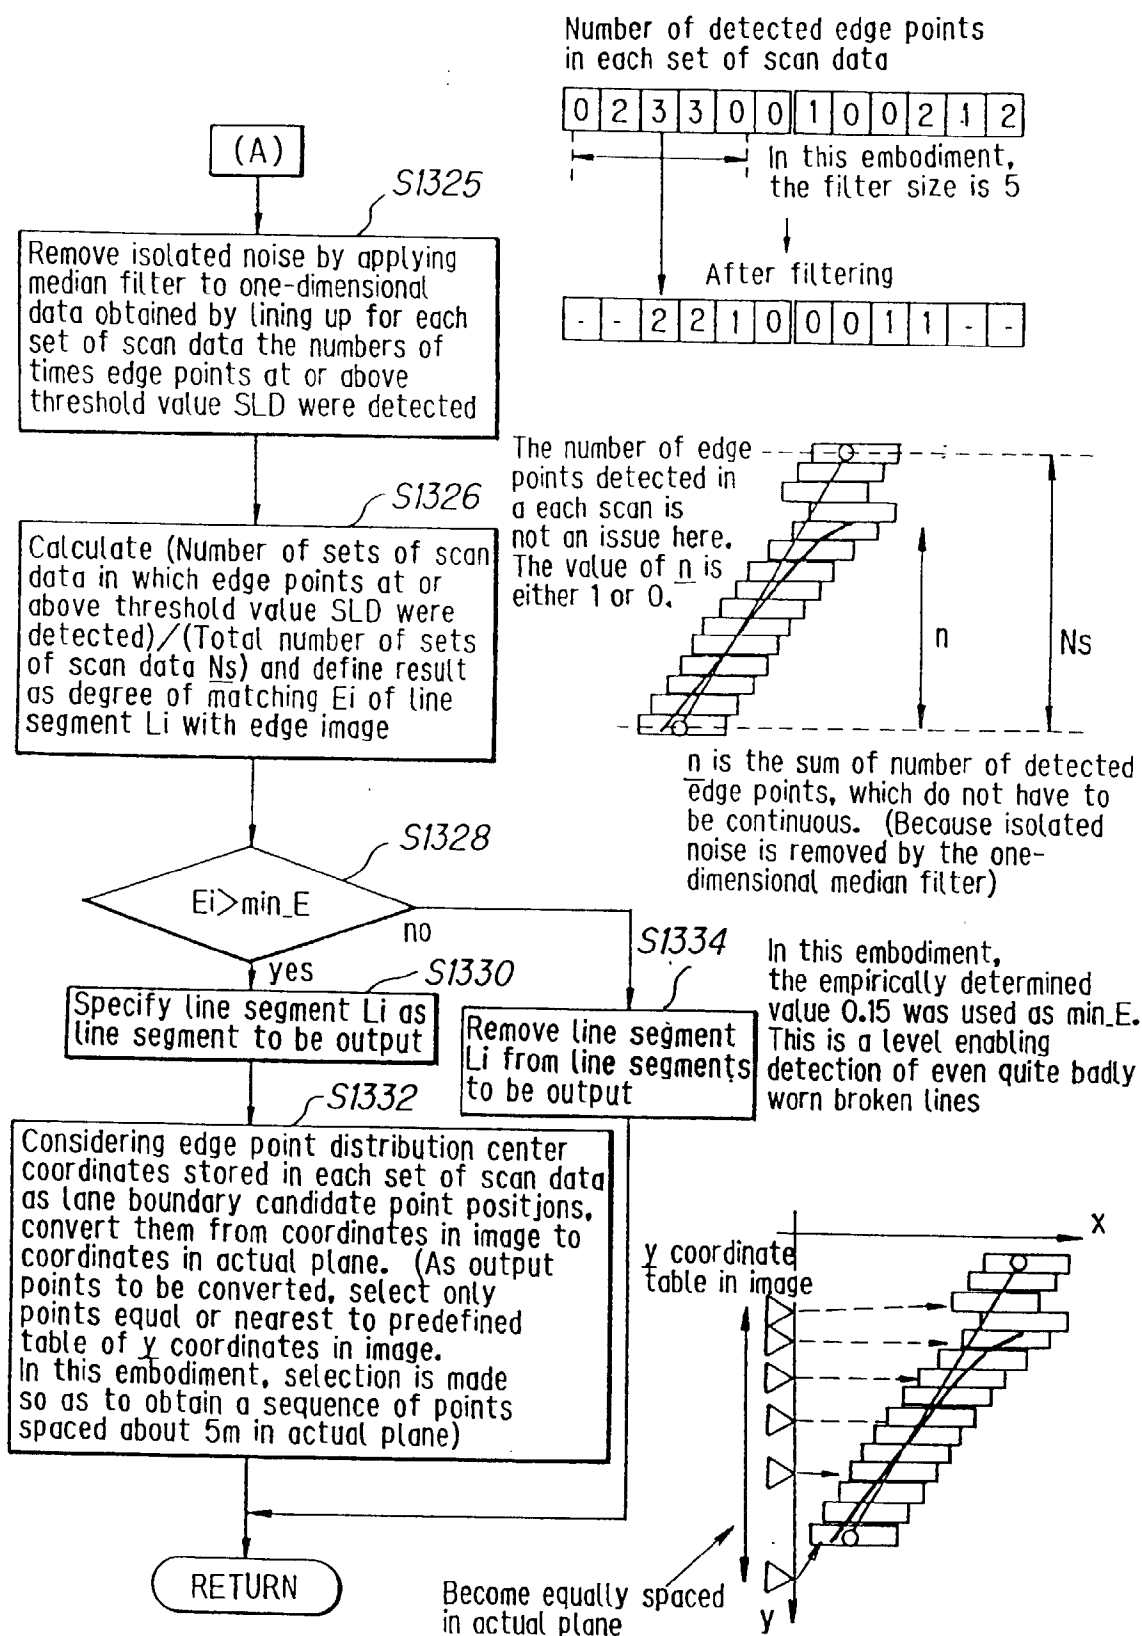 Number of detected edge points
in each set of scan data
0 2 3 3 0 0 1 0 0 2 1 2
In this embodiment,
the filter size is 5
After filtering
- - 2 2 1 0 0 0 1 1 - -
(A)
S1325
Remove isolated noise by applying
median filter to one-dimensional
data obtained by lining up for each
set of scan data the numbers of
times edge points at or above
threshold value SLD were detected
The number of edge
points detected in
a each scan is
not an issue here.
The value of n is
either 1 or 0.
n
Ns
n is the sum of number of detected
edge points, which do not have to
be continuous. (Because isolated
noise is removed by the one-
dimensional median filter)
S1326
Calculate (Number of sets of scan
data in which edge points at or
above threshold value SLD were
detected)/(Total number of sets
of scan data Ns) and define result
as degree of matching Ei of line
segment Li with edge image
S1328
Ei>min_E
no
yes
S1330
Specify line segment Li as
line segment to be output
S1334
Remove line segment
Li from line segments
to be output
In this embodiment,
the empirically determined
value 0.15 was used as min_E.
This is a level enabling
detection of even quite badly
worn broken lines
S1332
Considering edge point distribution center
coordinates stored in each set of scan data
as lane boundary candidate point positions,
convert them from coordinates in image to
coordinates in actual plane. (As output
points to be converted, select only
points equal or nearest to predefined
table of y coordinates in image.
In this embodiment, selection is made
so as to obtain a sequence of points
spaced about 5m in actual plane)
y coordinate
table in image
x
y
Become equally spaced
in actual plane
RETURN